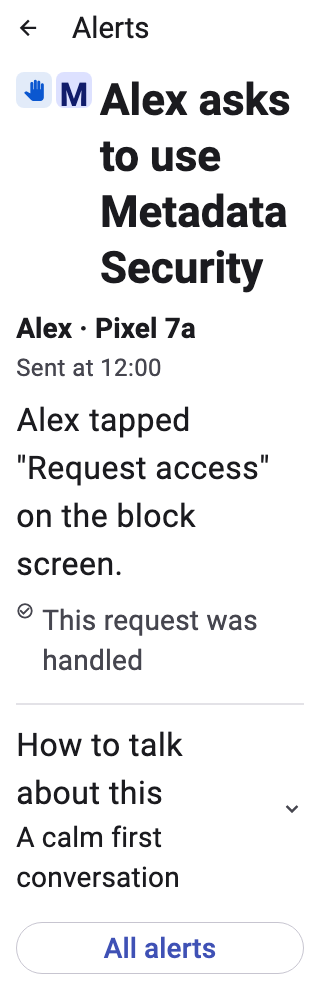 Alerts
M
Alex asks
to use
Metadata
Security
Alex · Pixel 7a
Sent at 12:00
Alex tapped
"Request access"
on the block
screen.
This request was
handled
How to talk
about this
A calm first
conversation
All alerts